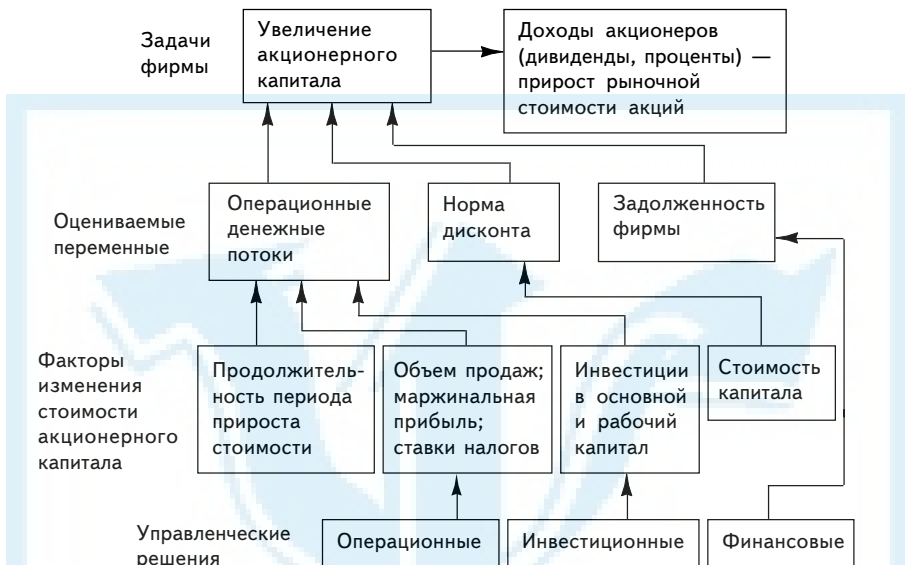 Задачи
фирмы
Увеличение
акционерного
капитала
Доходы акционеров
(дивиденды, проценты) —
прирост рыночной
стоимости акций
Оцениваемые
переменные
Операционные
денежные
потоки
Норма
дисконта
Задолженность
фирмы
Факторы
изменения
стоимости
акционерного
капитала
Продолжитель-
ность периода
прироста
стоимости
Объем продаж;
маржинальная
прибыль;
ставки налогов
Инвестиции
в основной
и рабочий
капитал
Стоимость
капитала
Управленческие
решения
Операционные
Инвестиционные
Финансовые